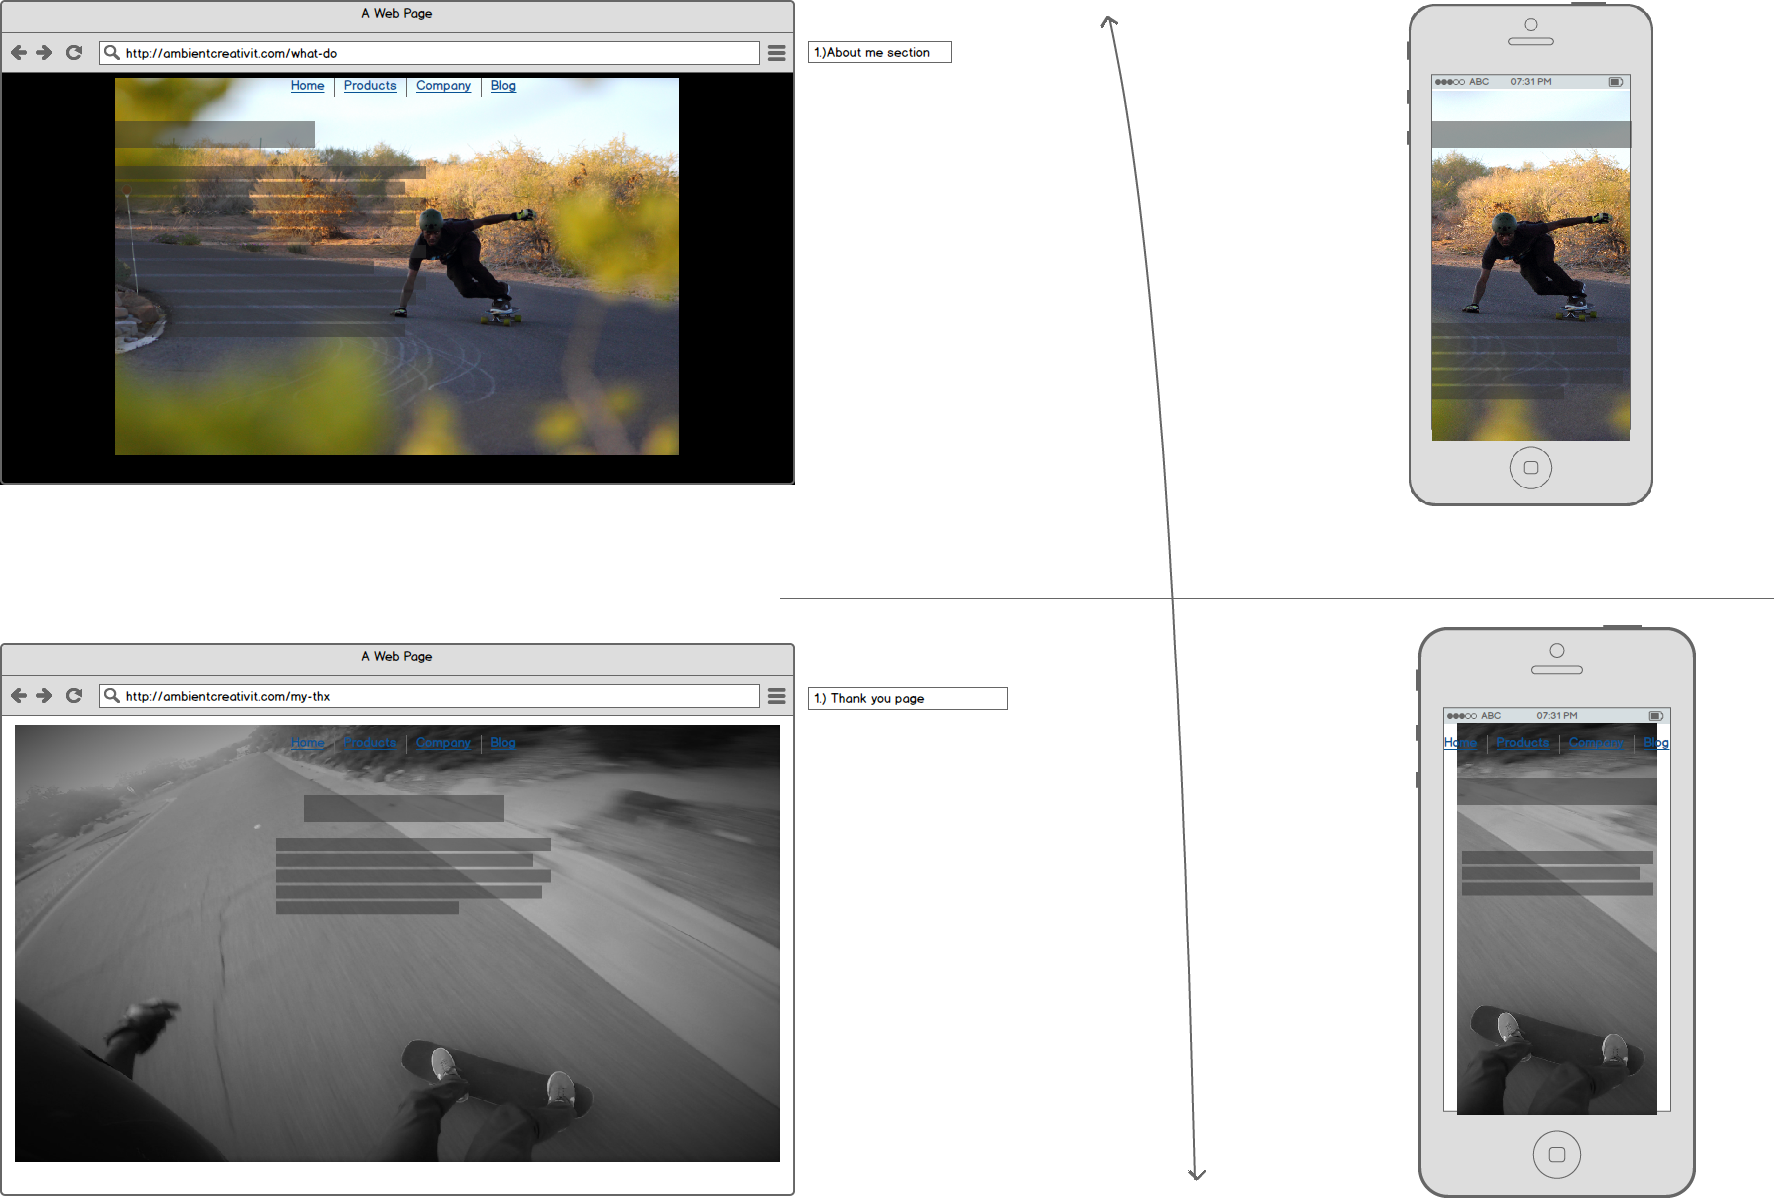 A Web Page
http://ambientcreativit.com/what-do
Home Products Company Blog
1.)About me section
ABC 07:31 PM
A Web Page
http://ambientcreativit.com/my-thx
Home Products Company Blog
1.) Thank you page
ABC 07:31 PM
Home Products Company Blog